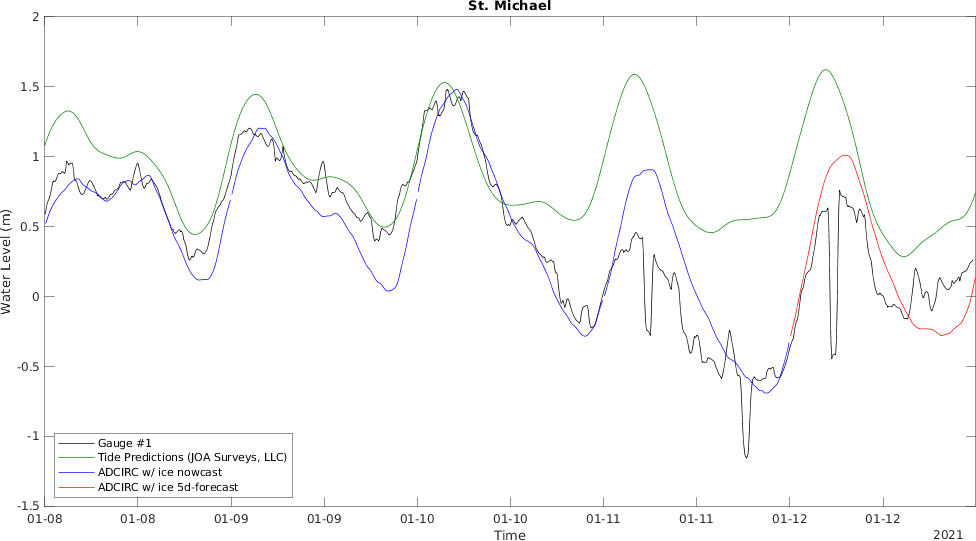 St. Michael
2
1.5
1
0.5
0
-0.5
-1
-1.5
Water Level (m)
Gauge #1
Tide Predictions (JOA Surveys, LLC)
ADCIRC w/ ice nowcast
ADCIRC w/ ice 5d-forecast
01-08 01-08 01-09 01-09 01-10 01-10 01-11 01-11 01-12 01-12
Time
2021